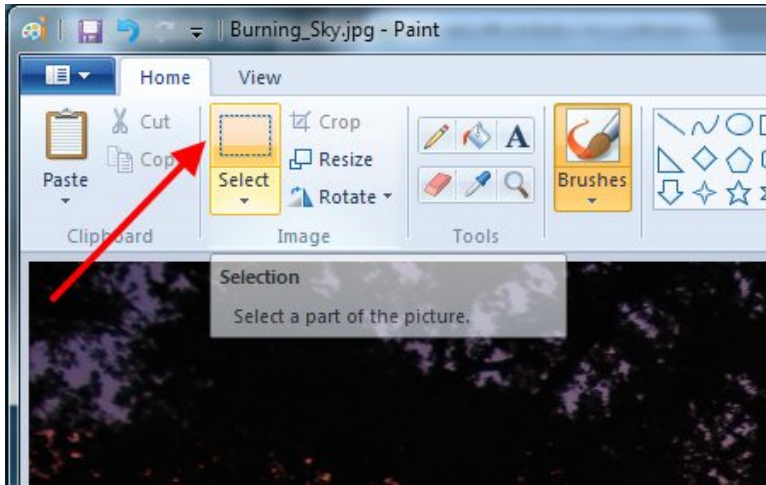 Burning_Sky.jpg - Paint
Home View
Cut
Copy
Paste
Clipboard
Select
Crop
Resize
Rotate
Image
A
Tools
Brushes
Selection
Select a part of the picture.